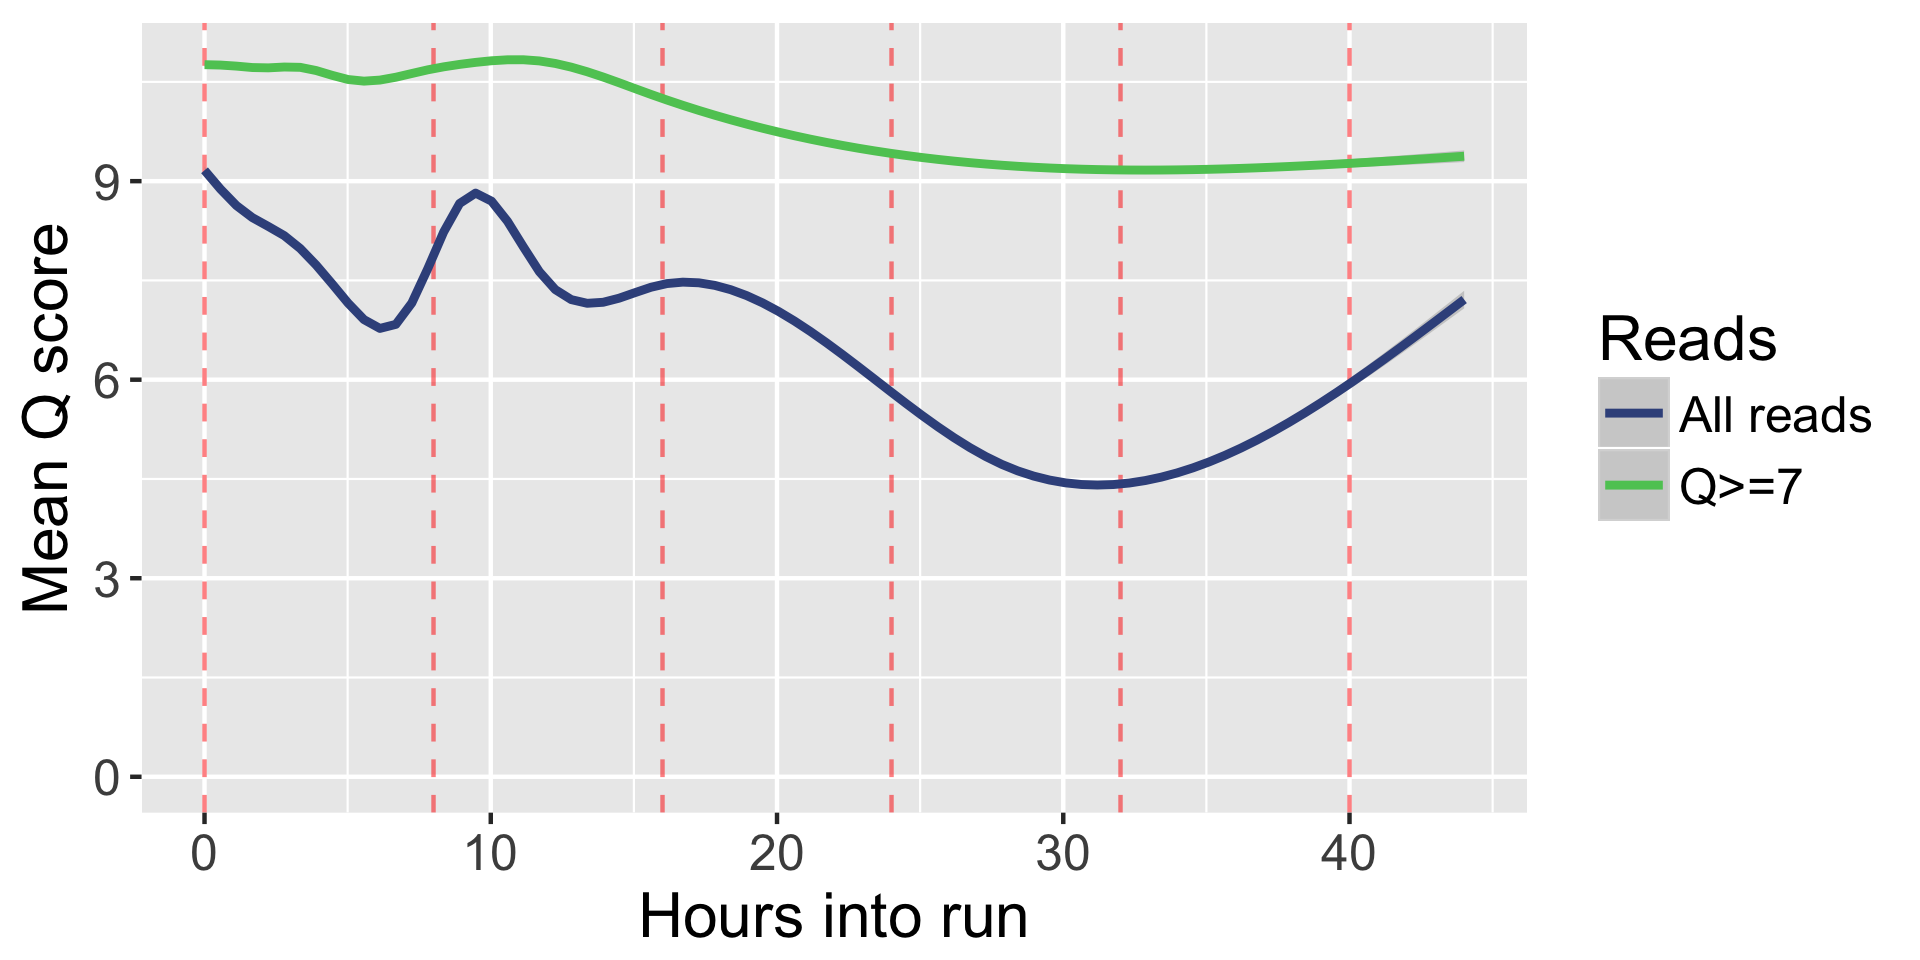 Mean Q score
9
6
3
0
0 10 20 30 40
Hours into run
Reads
All reads
Q>=7